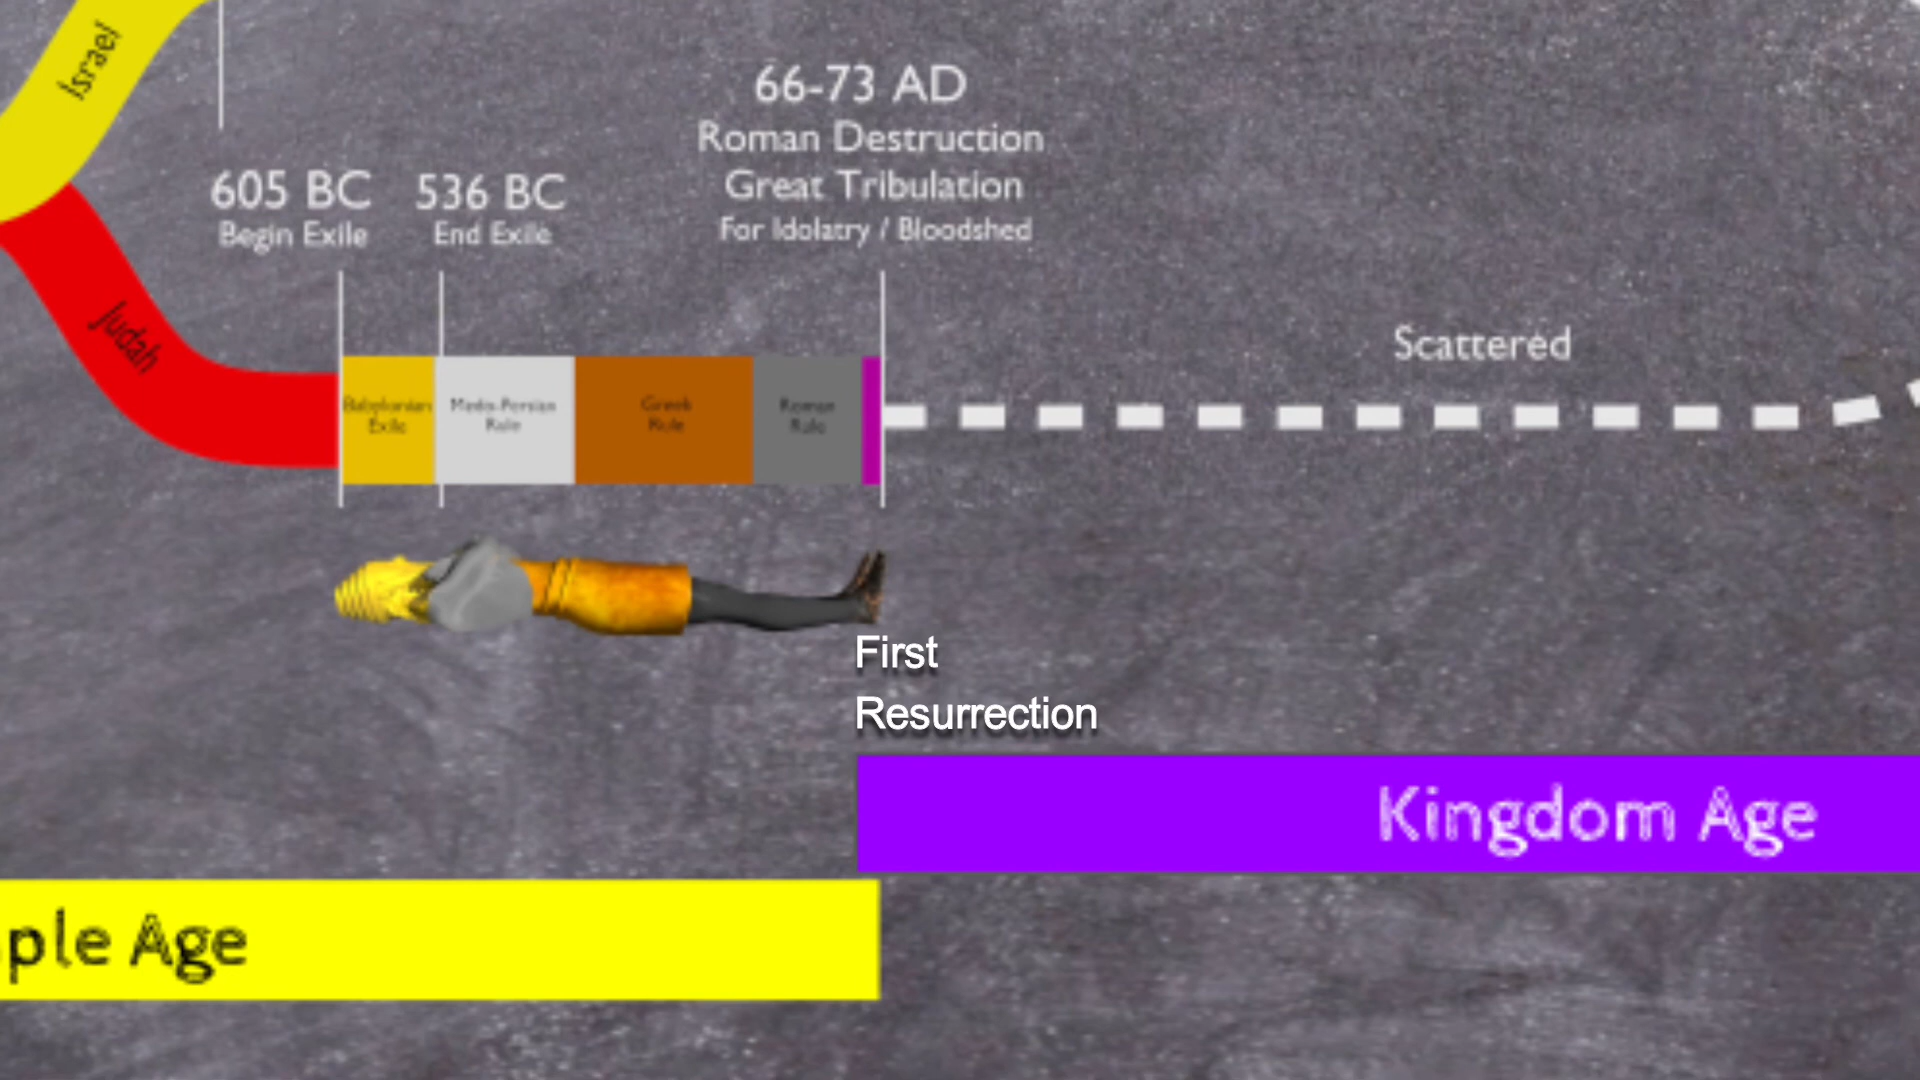 Israel
66-73 AD
Roman Destruction
Great Tribulation
For Idolatry / Bloodshed
605 BC
Begin Exile
536 BC
End Exile
Judah
Scattered
Babylonian
Exile
Medo-Persian
Rule
Greek
Rule
Roman
Rule
First
Resurrection
Kingdom Age
ple Age